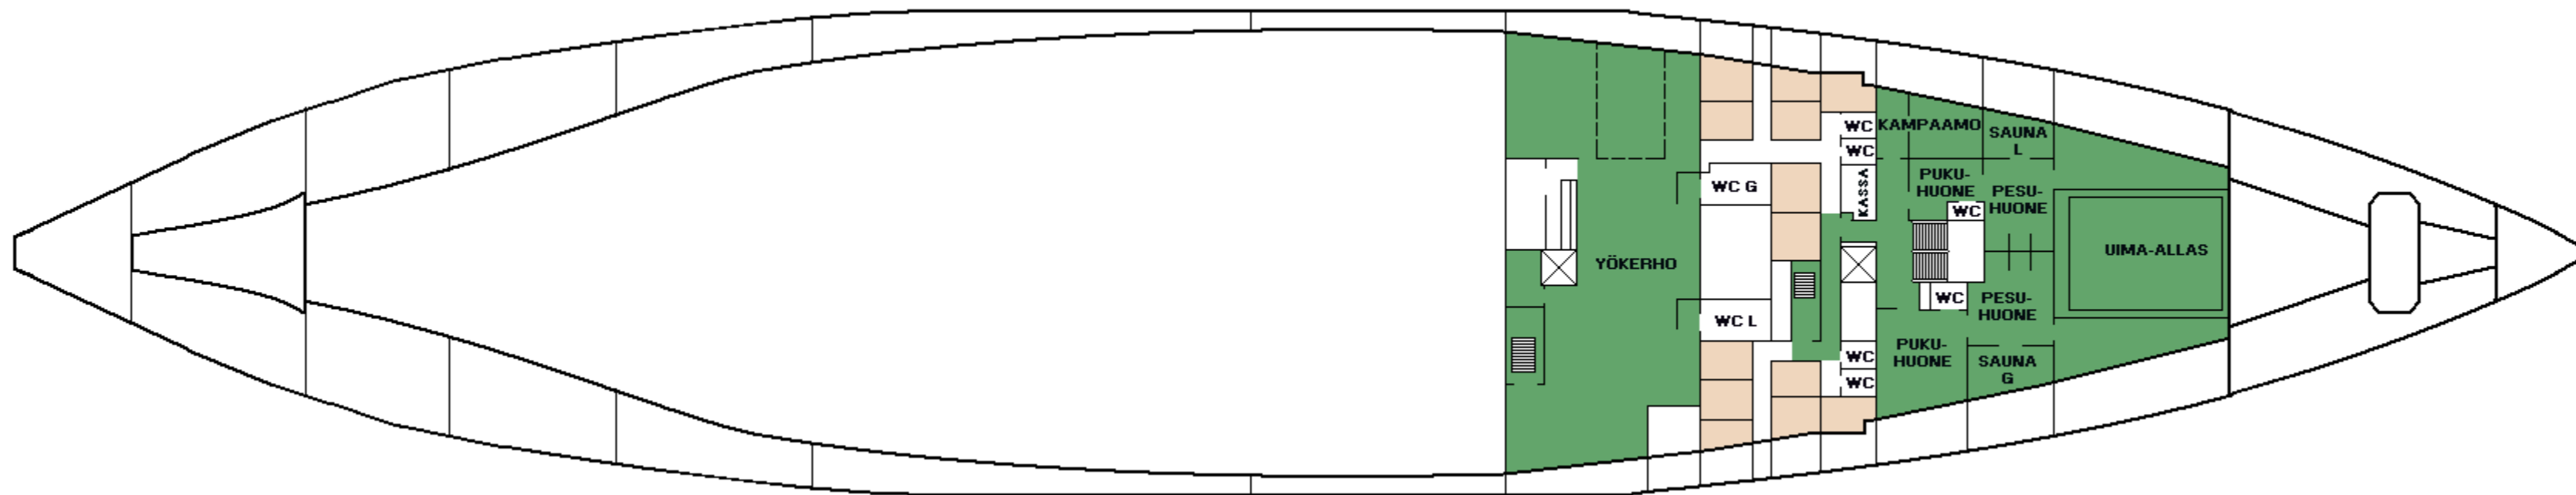 YÖKERHO
WC G
WC L
WC
WC
KASSA
WC
WC
KAMPAAMO
SAUNA
L
PUKU-
HUONE
PESU-
HUONE
WC
UIMA-ALLAS
WC
PESU-
HUONE
PUKU-
HUONE
SAUNA
G